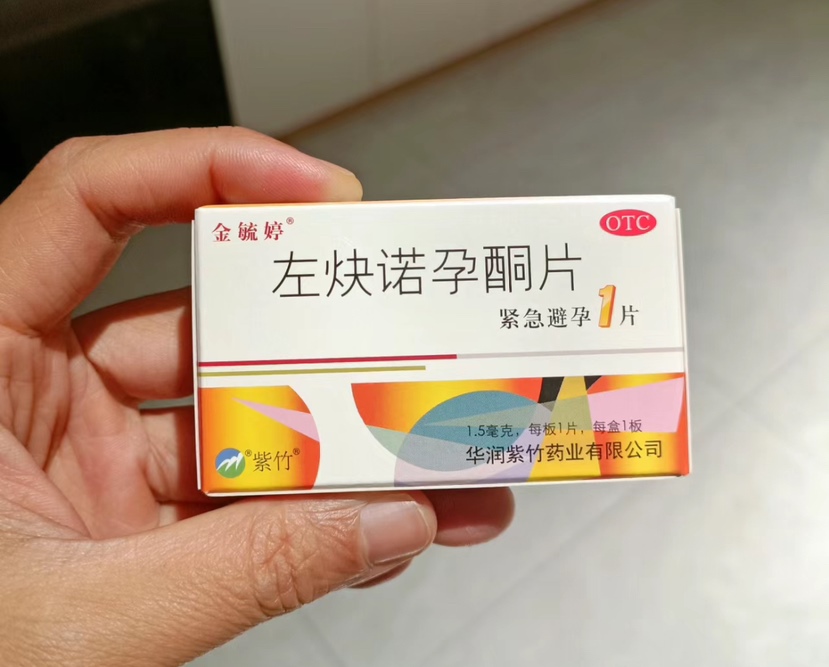 金毓婷®
OTC
左炔诺孕酮片
紧急避孕1片
1.5毫克，每板1片，每盒1板
华润紫竹药业有限公司
®紫竹®